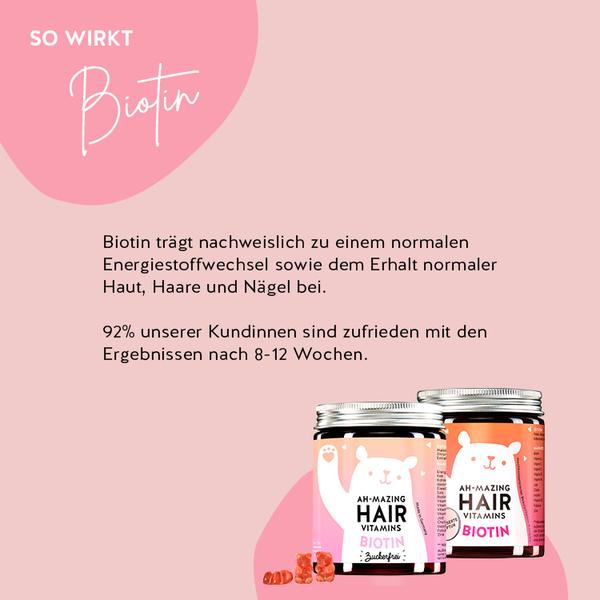 SO WIRKT
Biotin
Biotin trägt nachweislich zu einem normalen
Energiestoffwechsel sowie dem Erhalt normaler
Haut, Haare und Nägel bei.
92% unserer Kundinnen sind zufrieden mit den
Ergebnissen nach 8-12 Wochen.
AH-MAZING
HAIR
VITAMINS
BIOTIN
Zuckerfrei
AH-MAZING
HAIR
VITAMINS
BIOTIN